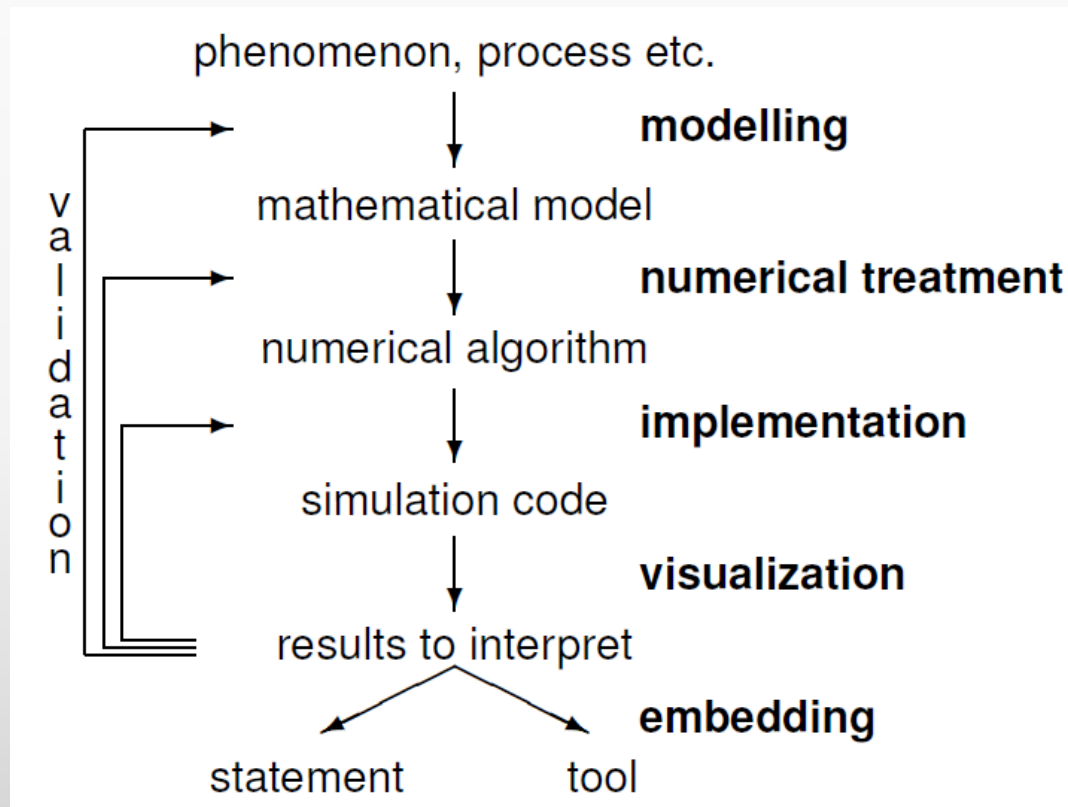 phenomenon, process etc.
modelling
validation
mathematical model
numerical treatment
numerical algorithm
implementation
simulation code
visualization
results to interpret
embedding
statement
tool